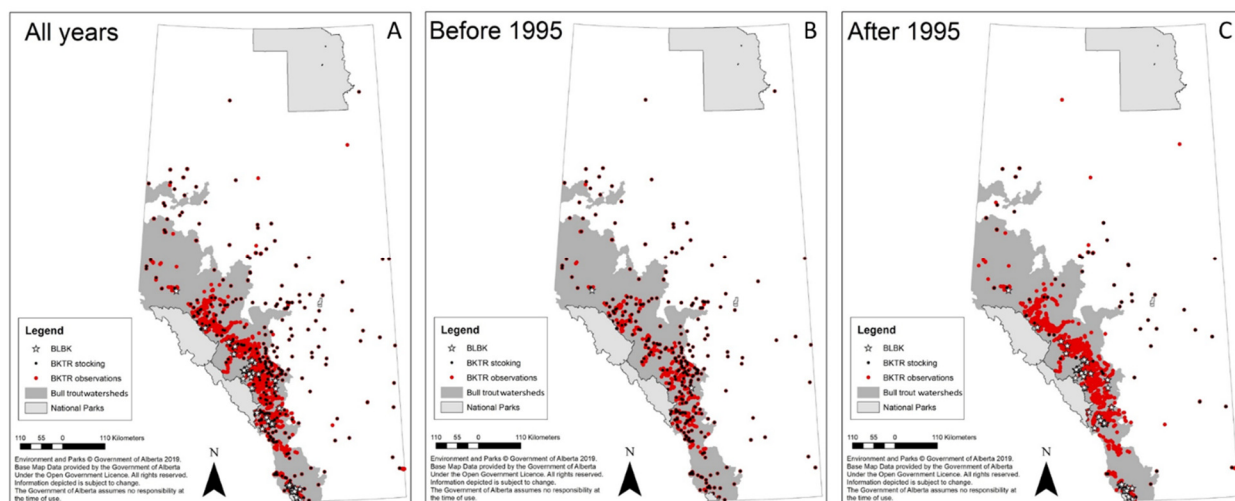 All years
A
Legend
BLBK
BKTR stocking
BKTR observations
Bull trout watersheds
National Parks
110 55 0 110 Kilometers
Environment and Parks © Government of Alberta 2019.
Base Map Data provided by the Government of Alberta
Under the Open Government Licence. All rights reserved.
Information depicted is subject to change.
The Government of Alberta assumes no responsibility at
the time of use.
N
Before 1995
B
Legend
BLBK
BKTR stcoking
BKTR observations
Bull trout watersheds
National Parks
110 55 0 110 Kilometers
Environment and Parks © Government of Alberta 2019.
Base Map Data provided by the Government of Alberta
Under the Open Government Licence. All rights reserved.
Information depicted is subject to change.
The Government of Alberta assumes no responsibility at
the time of use.
N
After 1995
C
Legend
BLBK
BKTR stocking
BKTR observations
Bull trout watersheds
National Parks
110 55 0 110 Kilometers
Environment and Parks © Government of Alberta 2019.
Base Map Data provided by the Government of Alberta
Under the Open Government Licence. All rights reserved.
Information depicted is subject to change.
The Government of Alberta assumes no responsibility at
the time of use.
N